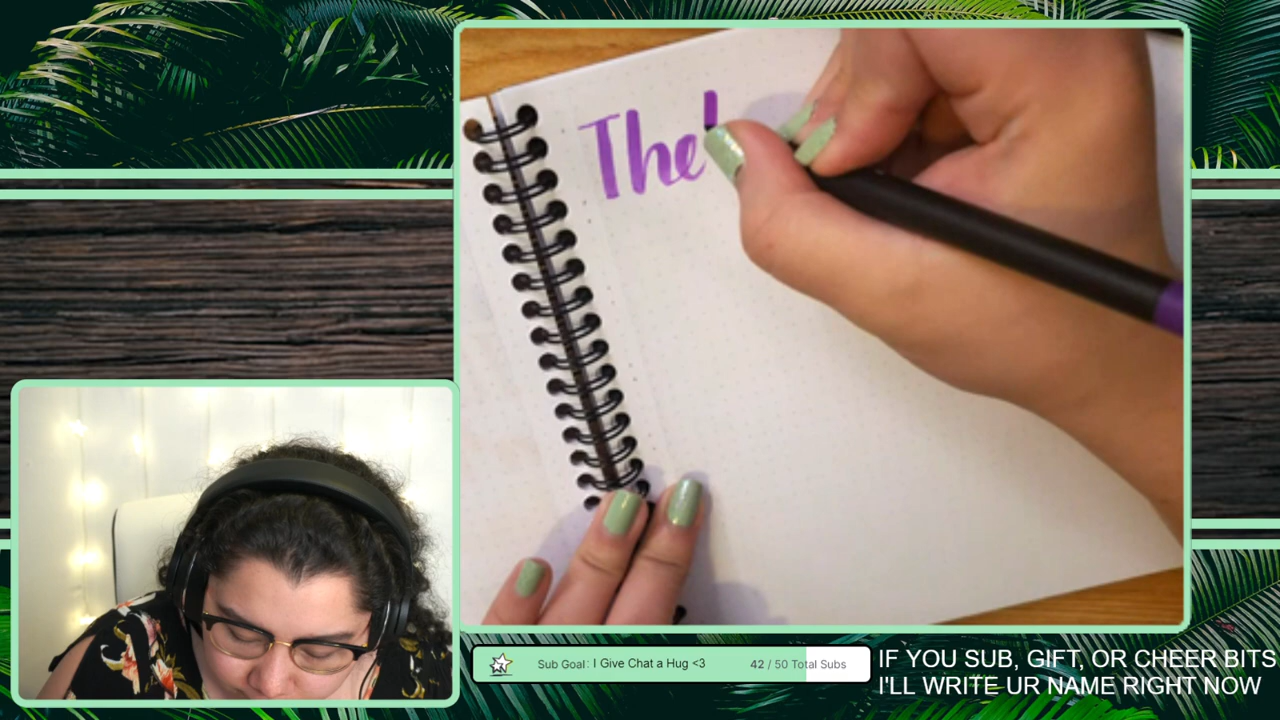 The
Sub Goal: I Give Chat a Hug <3 42 / 50 Total Subs
IF YOU SUB, GIFT, OR CHEER BITS
I'LL WRITE UR NAME RIGHT NOW